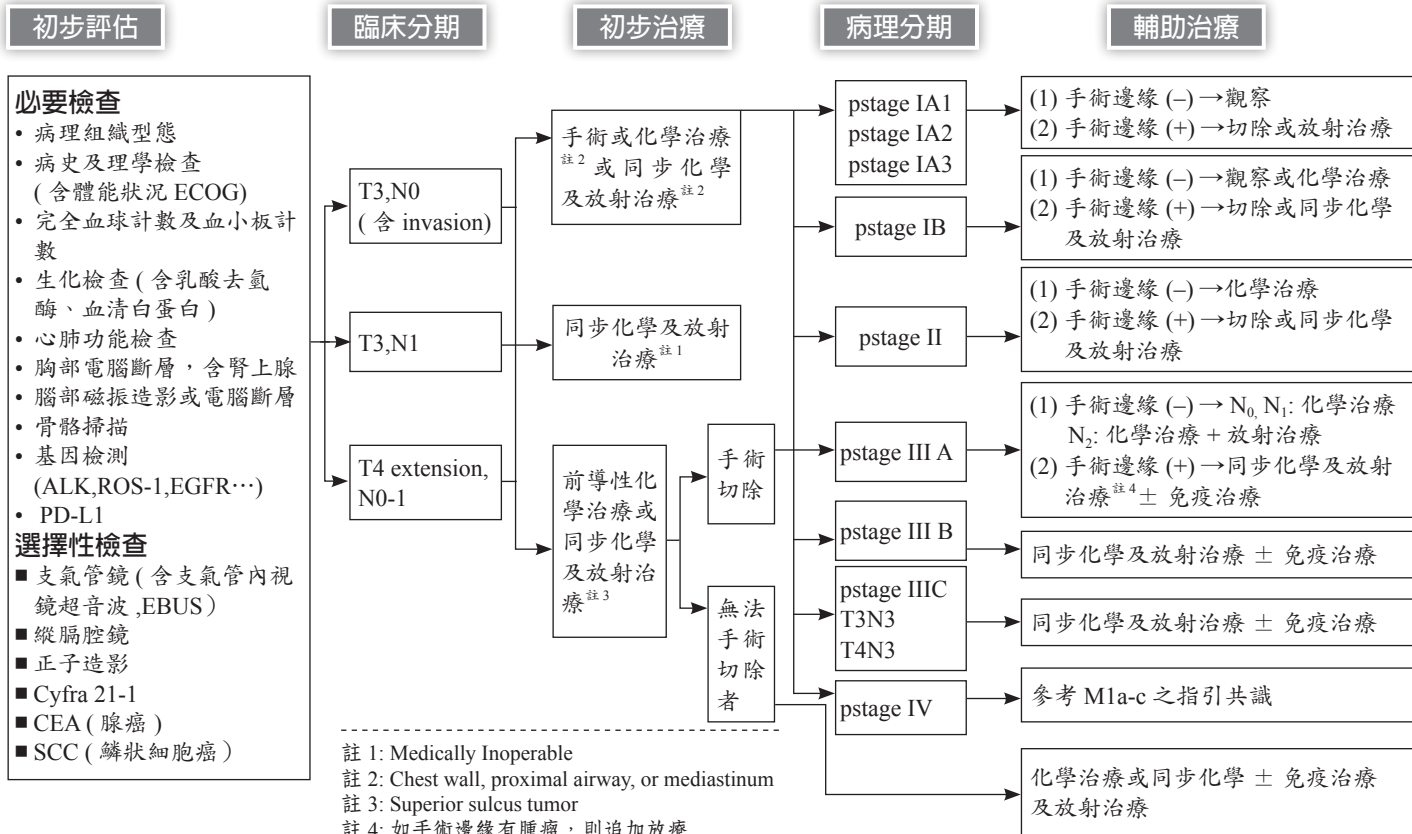 初步評估
臨床分期
初步治療
病理分期
輔助治療
必要檢查
• 病理組織型態
• 病史及理學檢查
( 含體能狀況 ECOG)
• 完全血球計數及血小板計
數
• 生化檢查 ( 含乳酸去氫
酶、血清白蛋白 )
• 心肺功能檢查
• 胸部電腦斷層，含腎上腺
• 腦部磁振造影或電腦斷層
• 骨骼掃描
• 基因檢測
(ALK,ROS-1,EGFR…)
• PD-L1
選擇性檢查
■ 支氣管鏡 ( 含支氣管內視
鏡超音波 ,EBUS）
■ 縱膈腔鏡
■ 正子造影
■ Cyfra 21-1
■ CEA ( 腺癌 )
■ SCC ( 鱗狀細胞癌）
T3,N0
( 含 invasion)
T3,N1
T4 extension,
N0-1
手術或化學治療
註 2 或同步化學
及放射治療註 2
同步化學及放射
治療註 1
前導性化
學治療或
同步化學
及放射治
療註 3
手術
切除
無法
手術
切除
者
pstage IA1
pstage IA2
pstage IA3
pstage IB
pstage II
pstage III A
pstage III B
pstage IIIC
T3N3
T4N3
pstage IV
(1) 手術邊緣 (–) →觀察
(2) 手術邊緣 (+) →切除或放射治療
(1) 手術邊緣 (–) →觀察或化學治療
(2) 手術邊緣 (+) →切除或同步化學
及放射治療
(1) 手術邊緣 (–) →化學治療
(2) 手術邊緣 (+) →切除或同步化學
及放射治療
(1) 手術邊緣 (–) → N0, N1: 化學治療
N2: 化學治療 + 放射治療
(2) 手術邊緣 (+) →同步化學及放射
治療註 4 ± 免疫治療
同步化學及放射治療 ± 免疫治療
同步化學及放射治療 ± 免疫治療
參考 M1a-c 之指引共識
化學治療或同步化學 ± 免疫治療
及放射治療
註 1: Medically Inoperable
註 2: Chest wall, proximal airway, or mediastinum
註 3: Superior sulcus tumor
註 4: 如手術邊緣有腫瘤，則追加放療